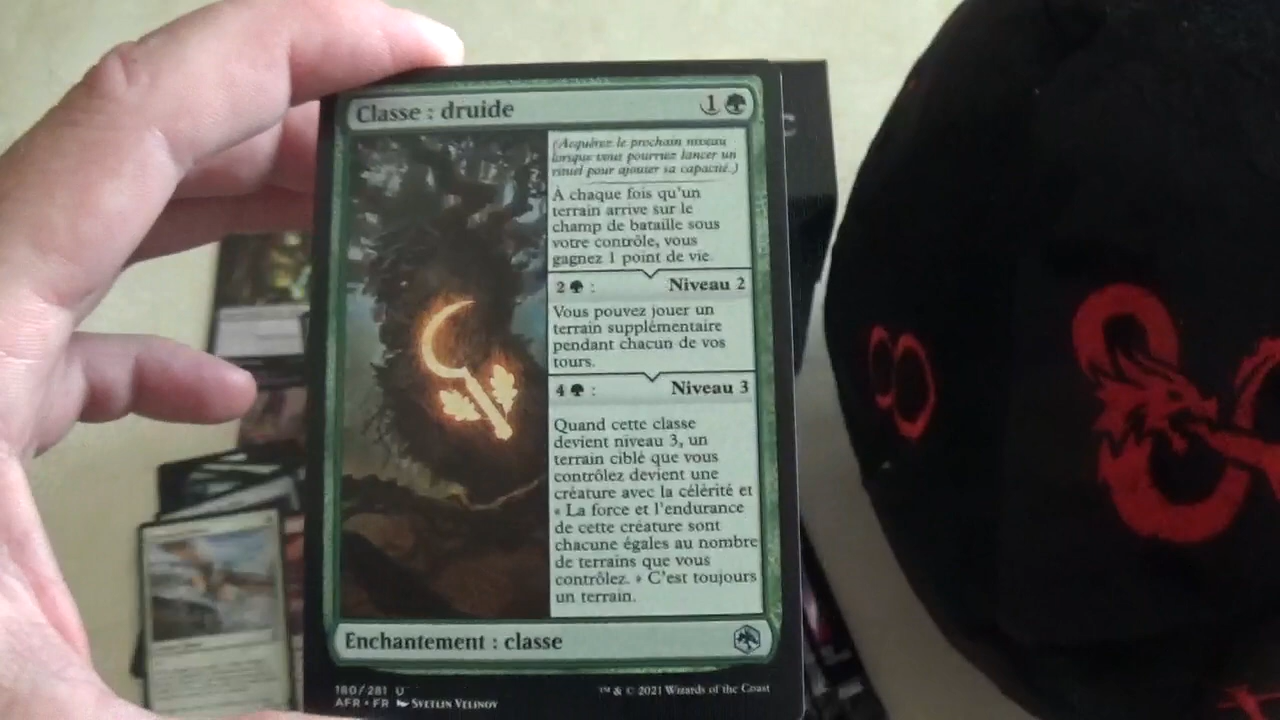 Classe : druide 1
(Acquérez le prochain niveau
lorsque vous pourriez lancer un
rituel pour ajouter sa capacité.)
À chaque fois qu'un
terrain arrive sur le
champ de bataille sous
votre contrôle, vous
gagnez 1 point de vie.
2 : Niveau 2
Vous pouvez jouer un
terrain supplémentaire
pendant chacun de vos
tours.
4 : Niveau 3
Quand cette classe
devient niveau 3, un
terrain ciblé que vous
contrôlez devient une
créature avec la célérité et
« La force et l'endurance
de cette créature sont
chacune égales au nombre
de terrains que vous
contrôlez. » C'est toujours
un terrain.
Enchantement : classe
180/281 U
AFR • FR Svetlin Velinov
™ & © 2021 Wizards of the Coast